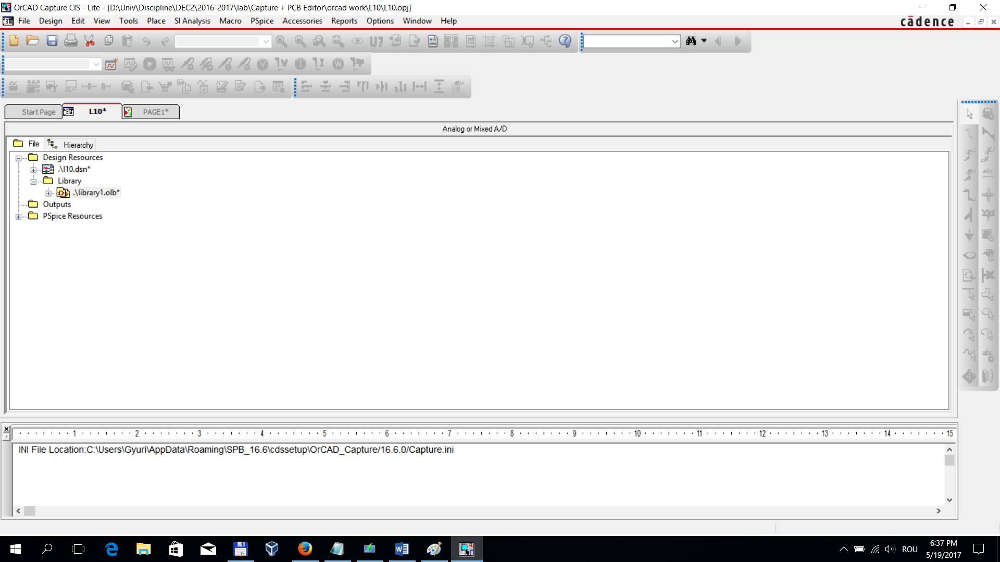 OrCAD Capture CIS - Lite - [D:\Univ\Discipline\DEC2\2016-2017\lab\Capture + PCB Editor\orcad work\L10\L10.opj]
File Design Edit View Tools Place SI Analysis Macro PSpice Accessories Reports Options Window Help
cādence
U?
Start Page L10* PAGE1*
Analog or Mixed A/D
File Hierarchy
Design Resources
.\l10.dsn*
Library
.\library1.olb*
Outputs
PSpice Resources
1 2 3 4 5 6 7 8 9 10 11 12 13 14 15
INI File Location:C:\Users\Gyuri\AppData\Roaming\SPB_16.6\cdssetup\OrCAD_Capture/16.6.0/Capture.ini
ROU
6:37 PM
5/19/2017